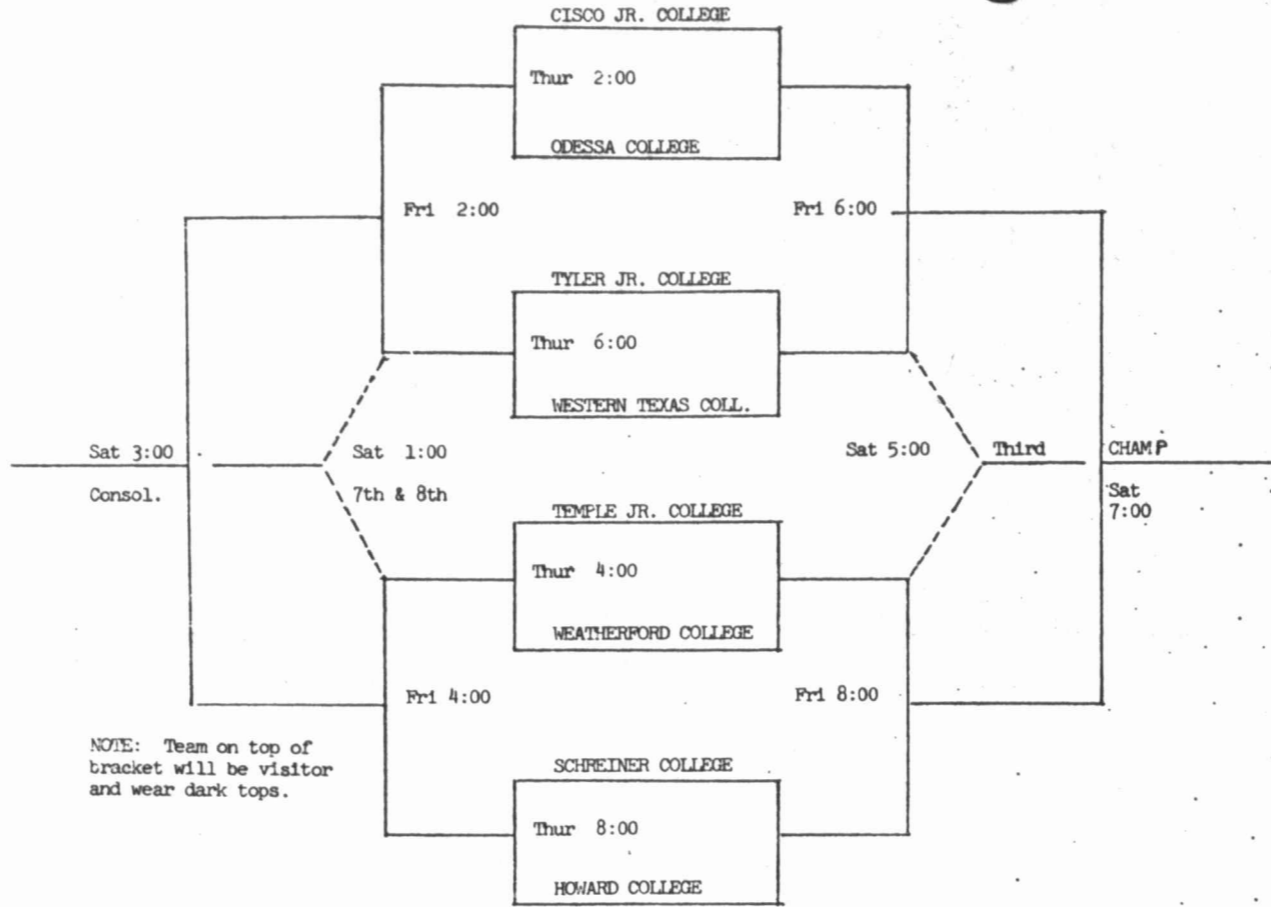 CISCO JR. COLLEGE
Thur 2:00
ODESSA COLLEGE
Fri 2:00
Fri 6:00
TYLER JR. COLLEGE
Thur 6:00
WESTERN TEXAS COLL.
Sat 3:00
Consol.
Sat 1:00
7th & 8th
Sat 5:00
Third
CHAMP
Sat
7:00
TEMPLE JR. COLLEGE
Thur 4:00
WEATHERFORD COLLEGE
Fri 4:00
Fri 8:00
NOTE: Team on top of
bracket will be visitor
and wear dark tops.
SCHREINER COLLEGE
Thur 8:00
HOWARD COLLEGE